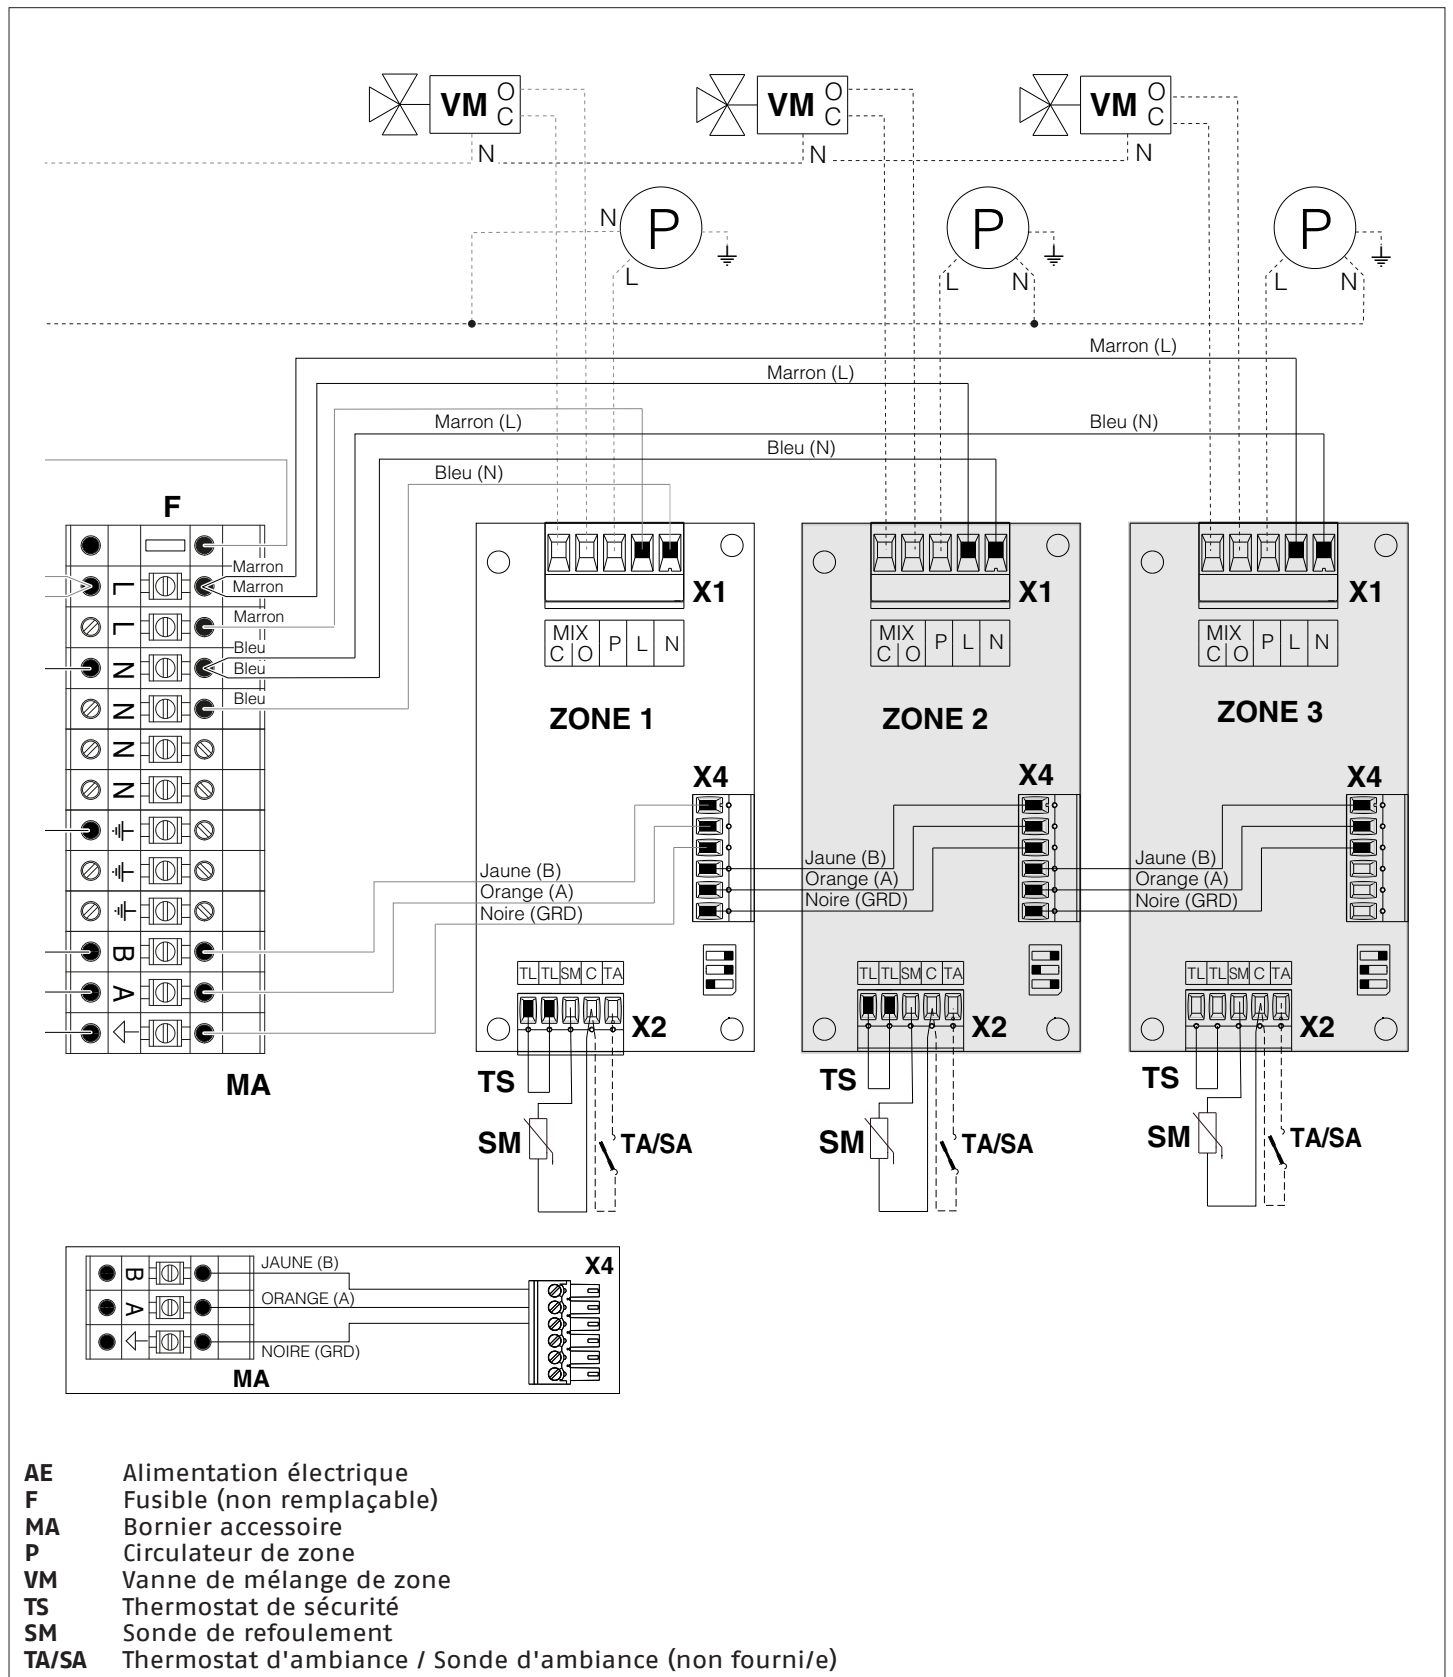 VM O C
VM O C
VM O C
N
N
N
N P
L
P
L N
P
L N
Marron (L)
Marron (L)
Marron (L)
Bleu (N)
Bleu (N)
Bleu (N)
F
Marron
L
Marron
L
Marron
Bleu
N
Bleu
N
Bleu
N
N
B
A
MA
X1
MIX
C O P L N
ZONE 1
X4
Jaune (B)
Orange (A)
Noire (GRD)
TL TL SM C TA
X2
TS
SM
TA/SA
X1
MIX
C O P L N
ZONE 2
X4
Jaune (B)
Orange (A)
Noire (GRD)
TL TL SM C TA
X2
TS
SM
TA/SA
X1
MIX
C O P L N
ZONE 3
X4
Jaune (B)
Orange (A)
Noire (GRD)
TL TL SM C TA
X2
TS
SM
TA/SA
B
JAUNE (B)
X4
A
ORANGE (A)
NOIRE (GRD)
MA
AE Alimentation électrique
F Fusible (non remplaçable)
MA Bornier accessoire
P Circulateur de zone
VM Vanne de mélange de zone
TS Thermostat de sécurité
SM Sonde de refoulement
TA/SA Thermostat d'ambiance / Sonde d'ambiance (non fourni/e)